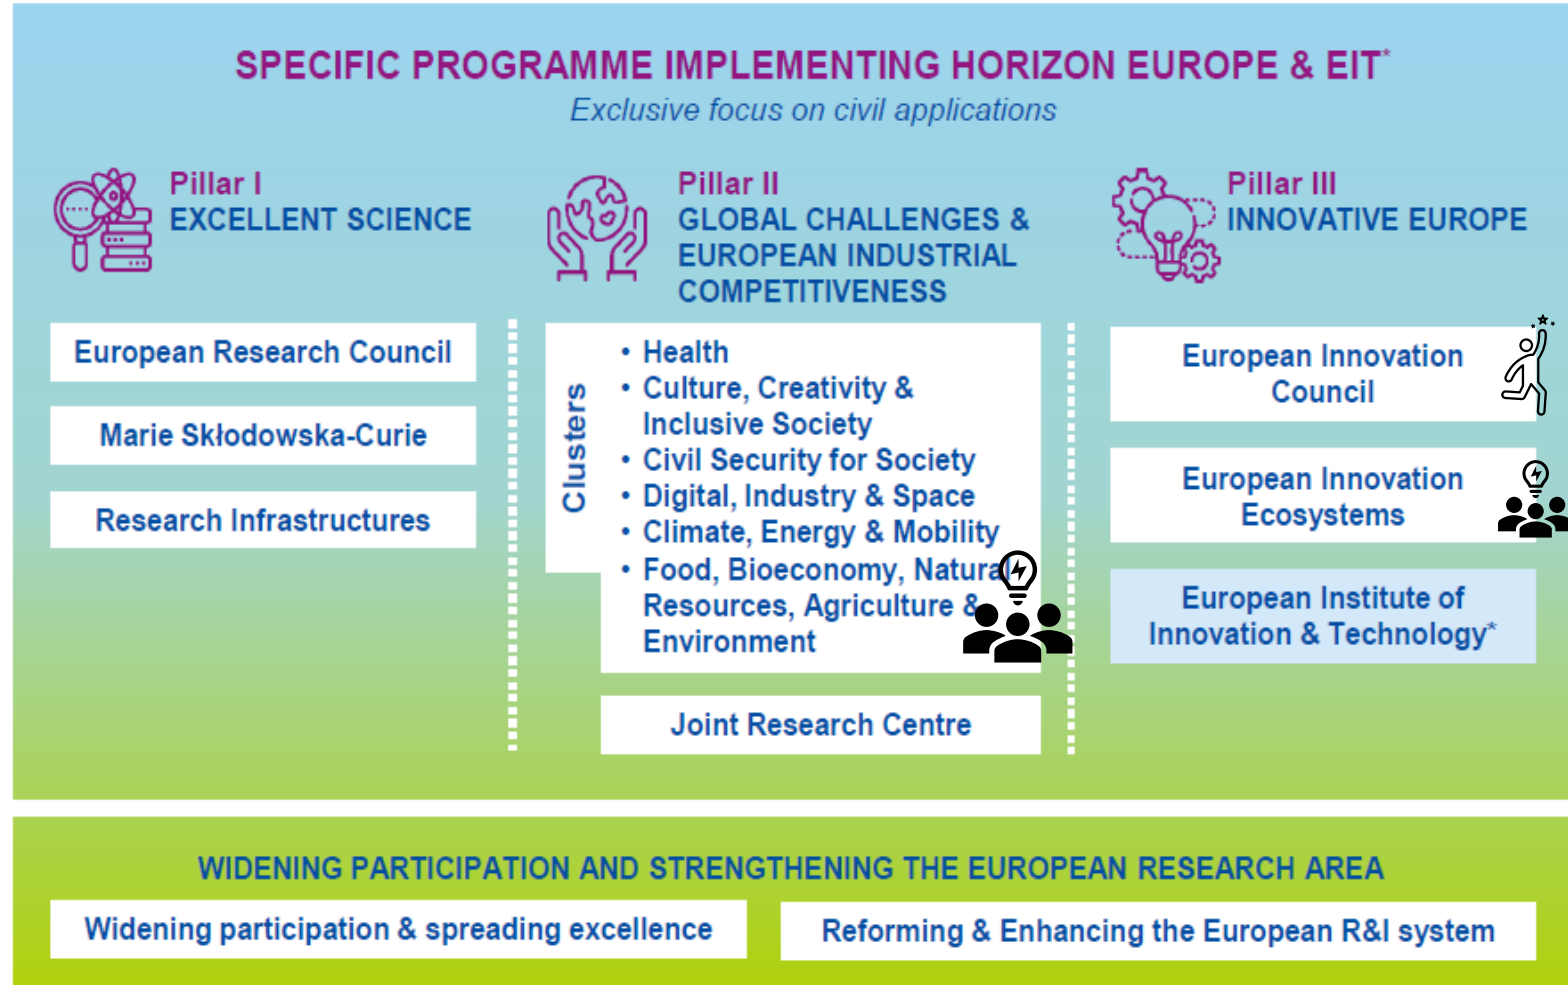 SPECIFIC PROGRAMME IMPLEMENTING HORIZON EUROPE & EIT*
Exclusive focus on civil applications
Pillar I
EXCELLENT SCIENCE
European Research Council
Marie Skłodowska-Curie
Research Infrastructures
Pillar II
GLOBAL CHALLENGES &
EUROPEAN INDUSTRIAL
COMPETITIVENESS
Clusters
• Health
• Culture, Creativity &
Inclusive Society
• Civil Security for Society
• Digital, Industry & Space
• Climate, Energy & Mobility
• Food, Bioeconomy, Natural
Resources, Agriculture &
Environment
Joint Research Centre
Pillar III
INNOVATIVE EUROPE
European Innovation
Council
European Innovation
Ecosystems
European Institute of
Innovation & Technology*
WIDENING PARTICIPATION AND STRENGTHENING THE EUROPEAN RESEARCH AREA
Widening participation & spreading excellence
Reforming & Enhancing the European R&I system